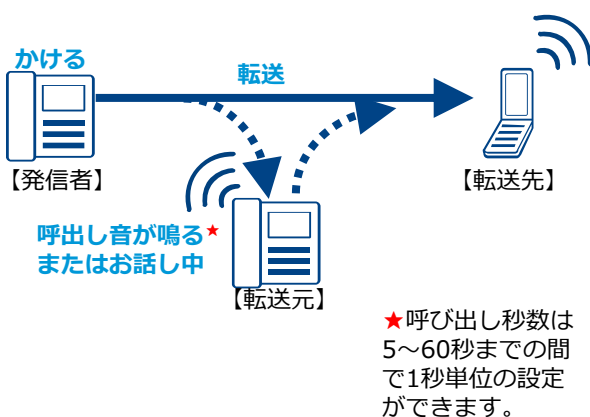 かける
転送
【発信者】
【転送先】
呼出し音が鳴る★
またはお話し中
【転送元】
★呼び出し秒数は
5～60秒までの間
で1秒単位の設定
ができます。